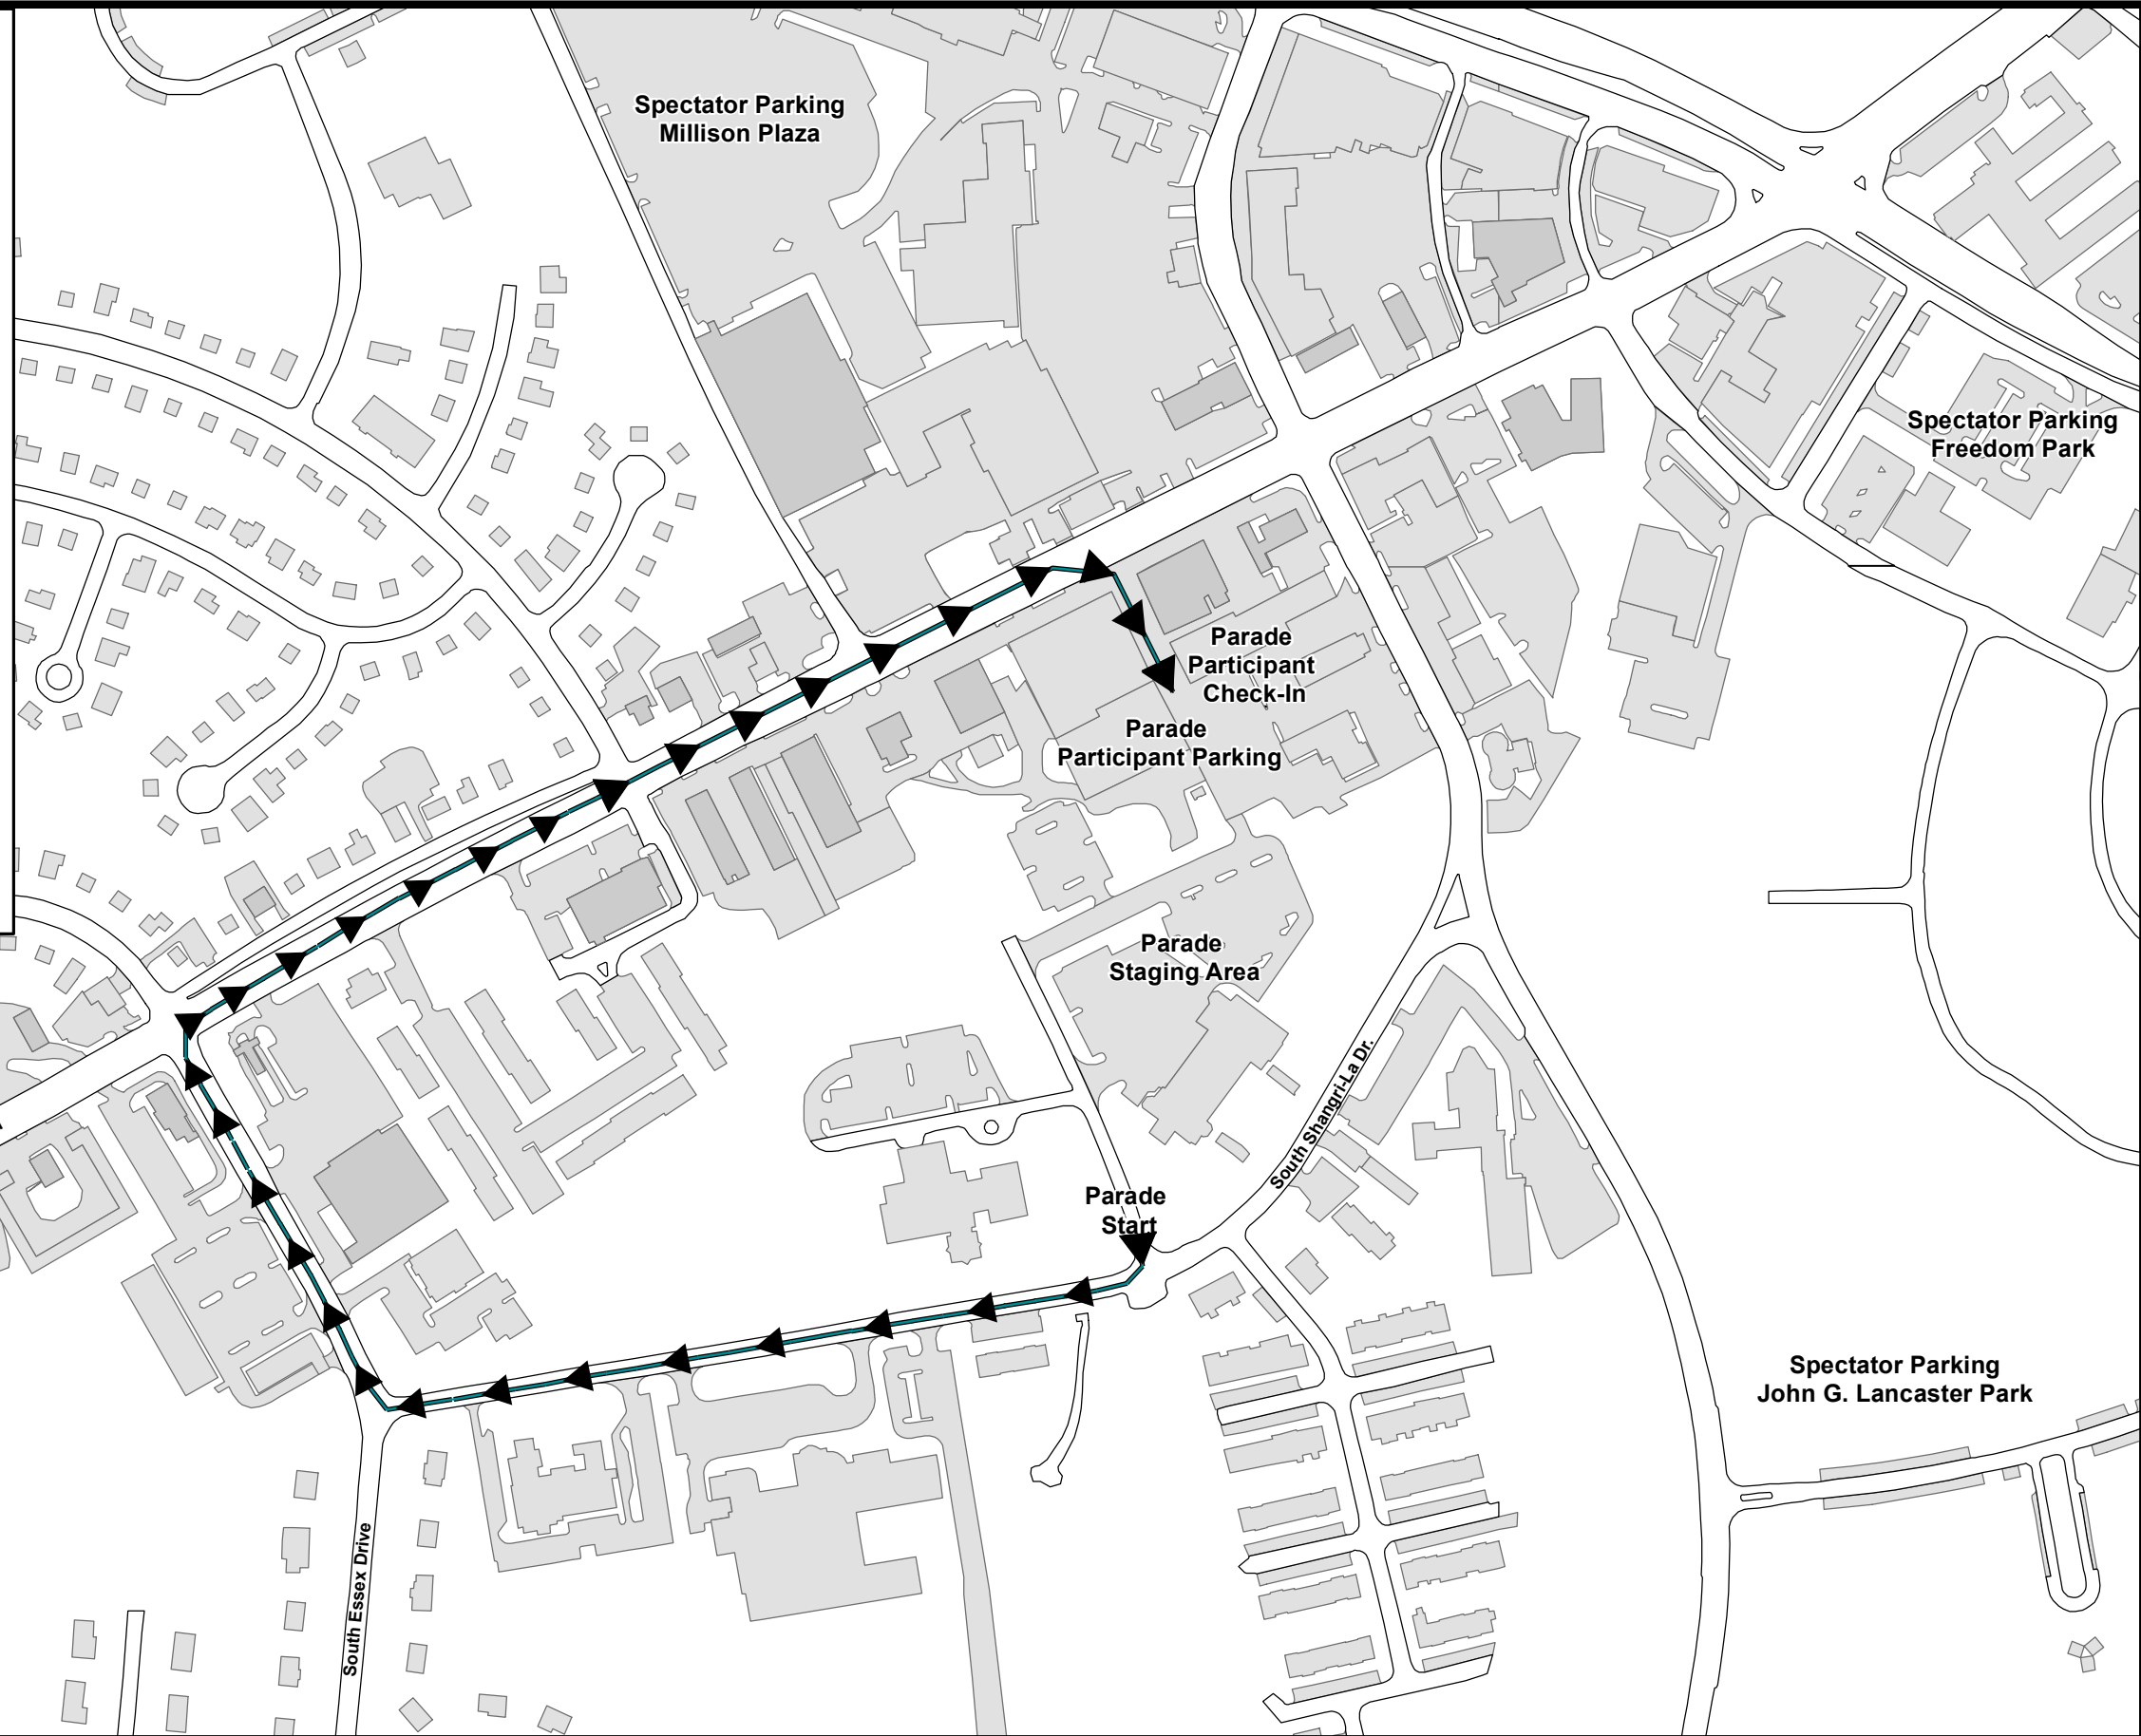 Spectator Parking
Millison Plaza
Spectator Parking
Freedom Park
Parade
Participant
Check-In
Parade
Participant Parking
Parade
Staging Area
South Shangri-La Dr.
Parade
Start
Spectator Parking
John G. Lancaster Park
South Essex Drive